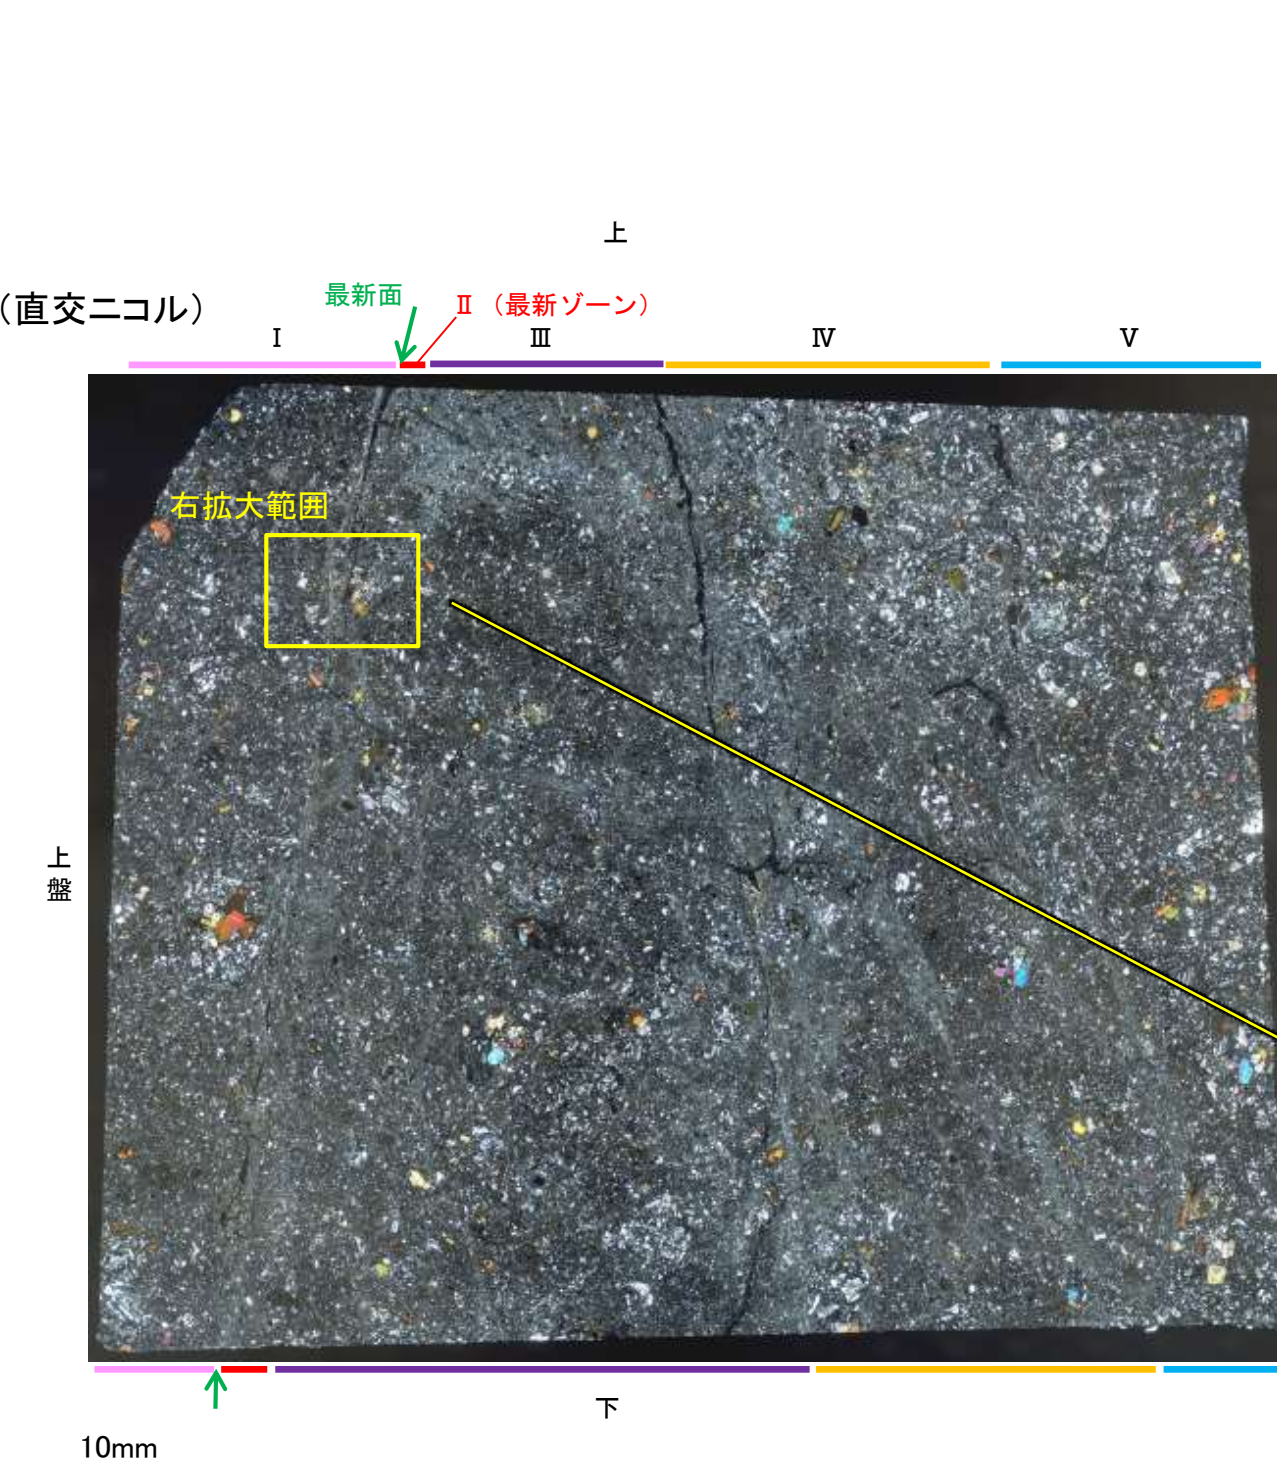 上
(直交ニコル)
最新面
Ⅱ (最新ゾーン)
Ⅰ
Ⅲ
Ⅳ
Ⅴ
右拡大範囲
上盤
下
10mm